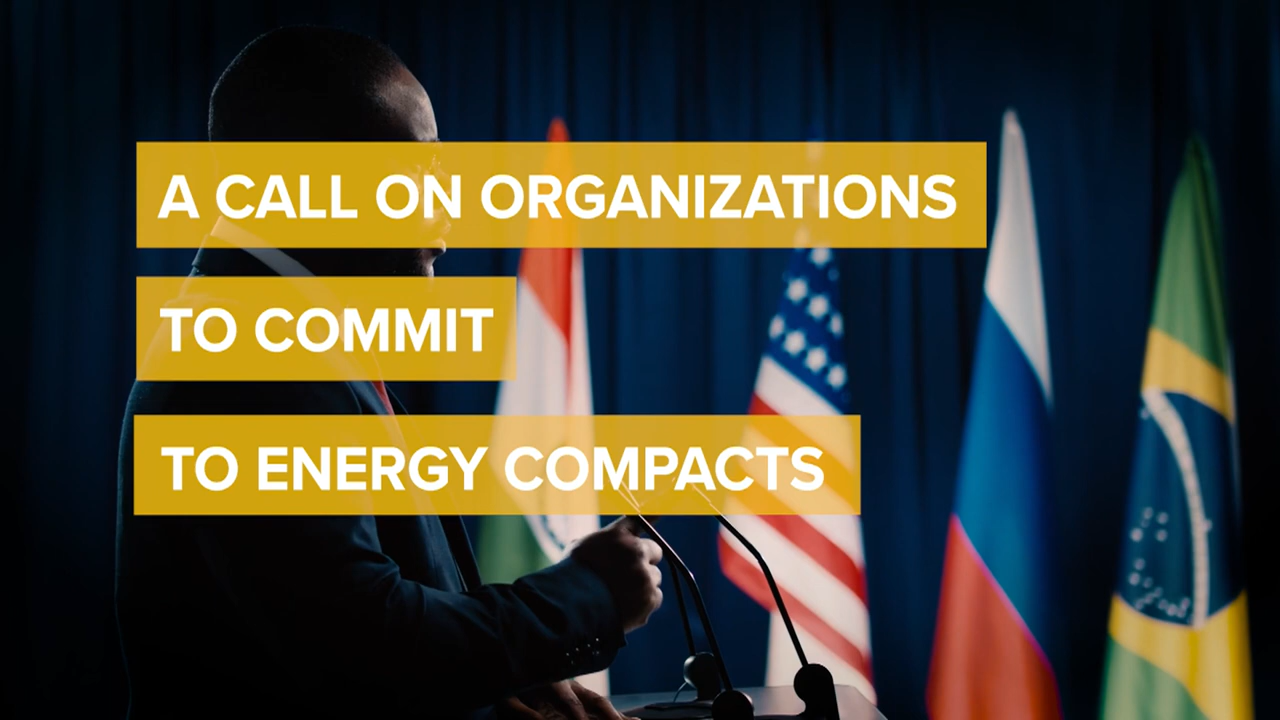 A CALL ON ORGANIZATIONS
TO COMMIT
TO ENERGY COMPACTS